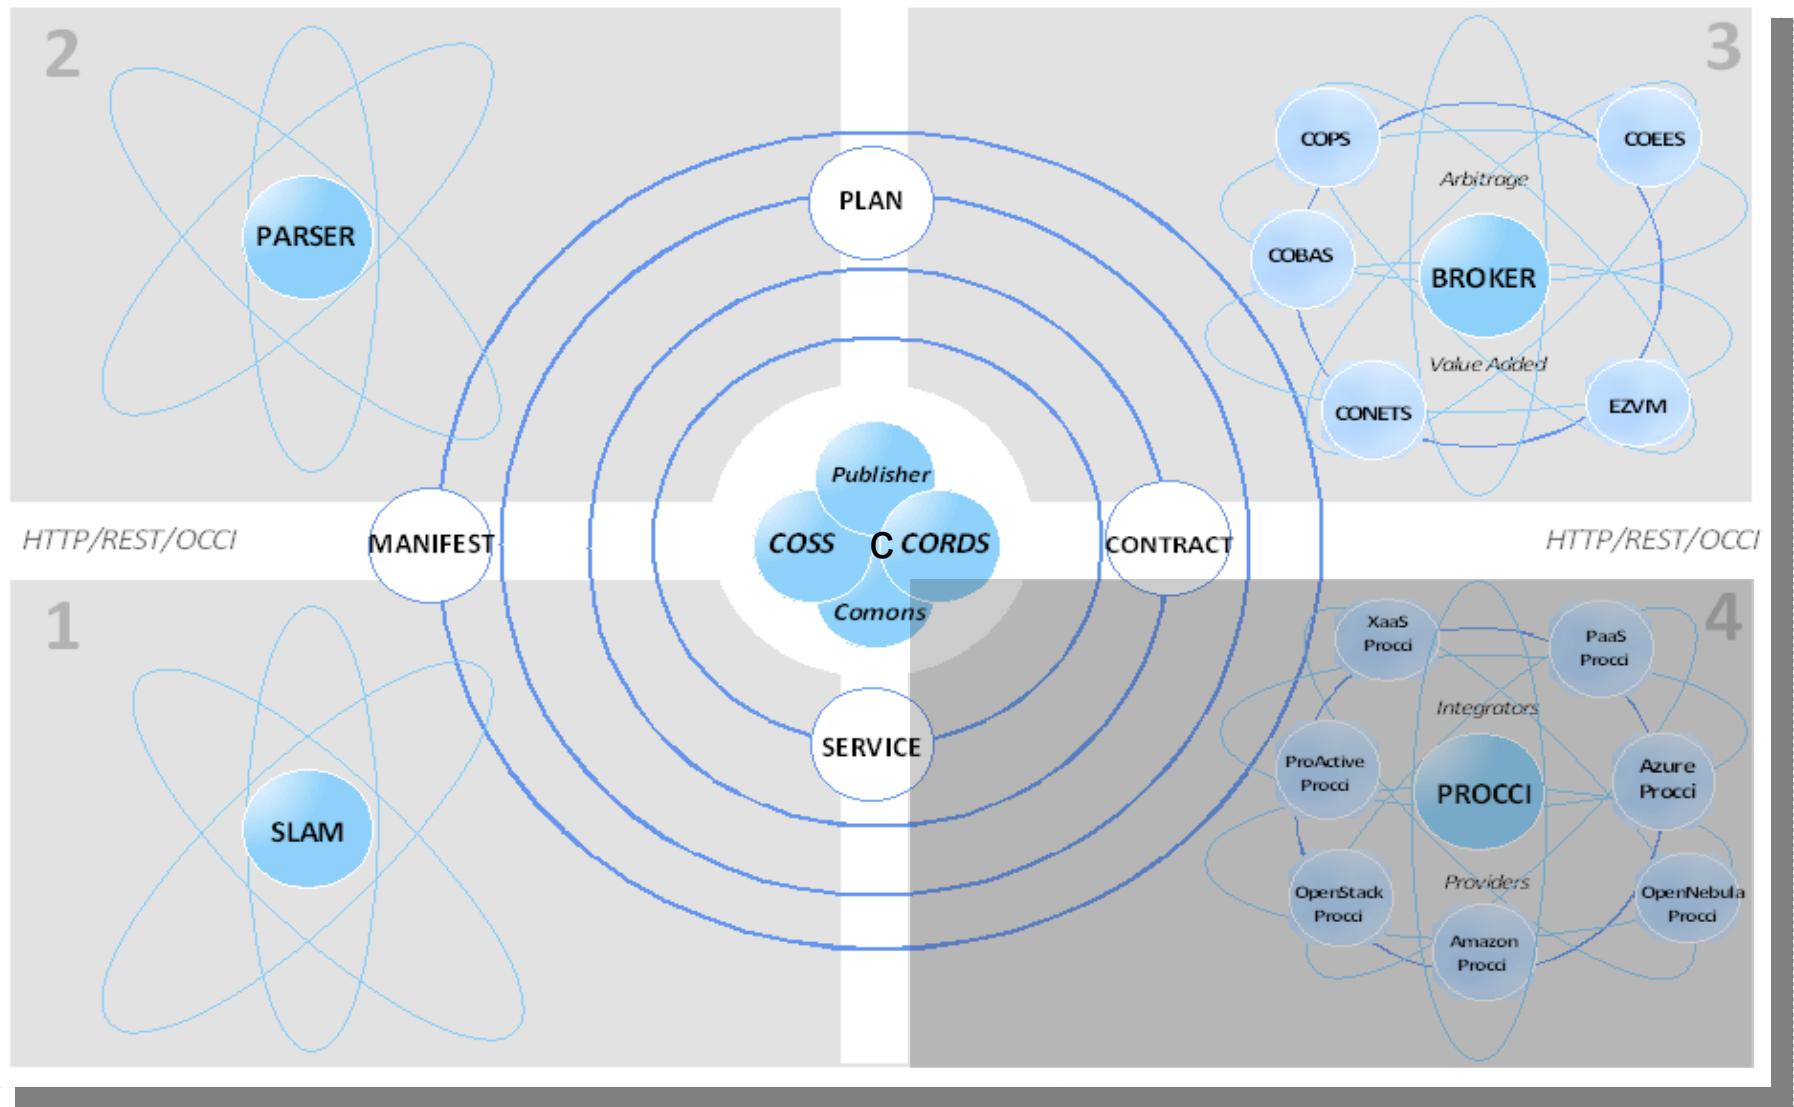 2
3
PARSER
PLAN
COPS
COEES
Arbitrage
COBAS
BROKER
Value Added
CONETS
EZVM
HTTP/REST/OCCI
MANIFEST
Publisher
COSS
C
CORDS
Comons
CONTRACT
HTTP/REST/OCCI
1
4
SLAM
SERVICE
XaaS
Procci
PaaS
Procci
Integrators
ProActive
Procci
PROCCI
Azure
Procci
Providers
OpenStack
Procci
OpenNebula
Procci
Amazon
Procci